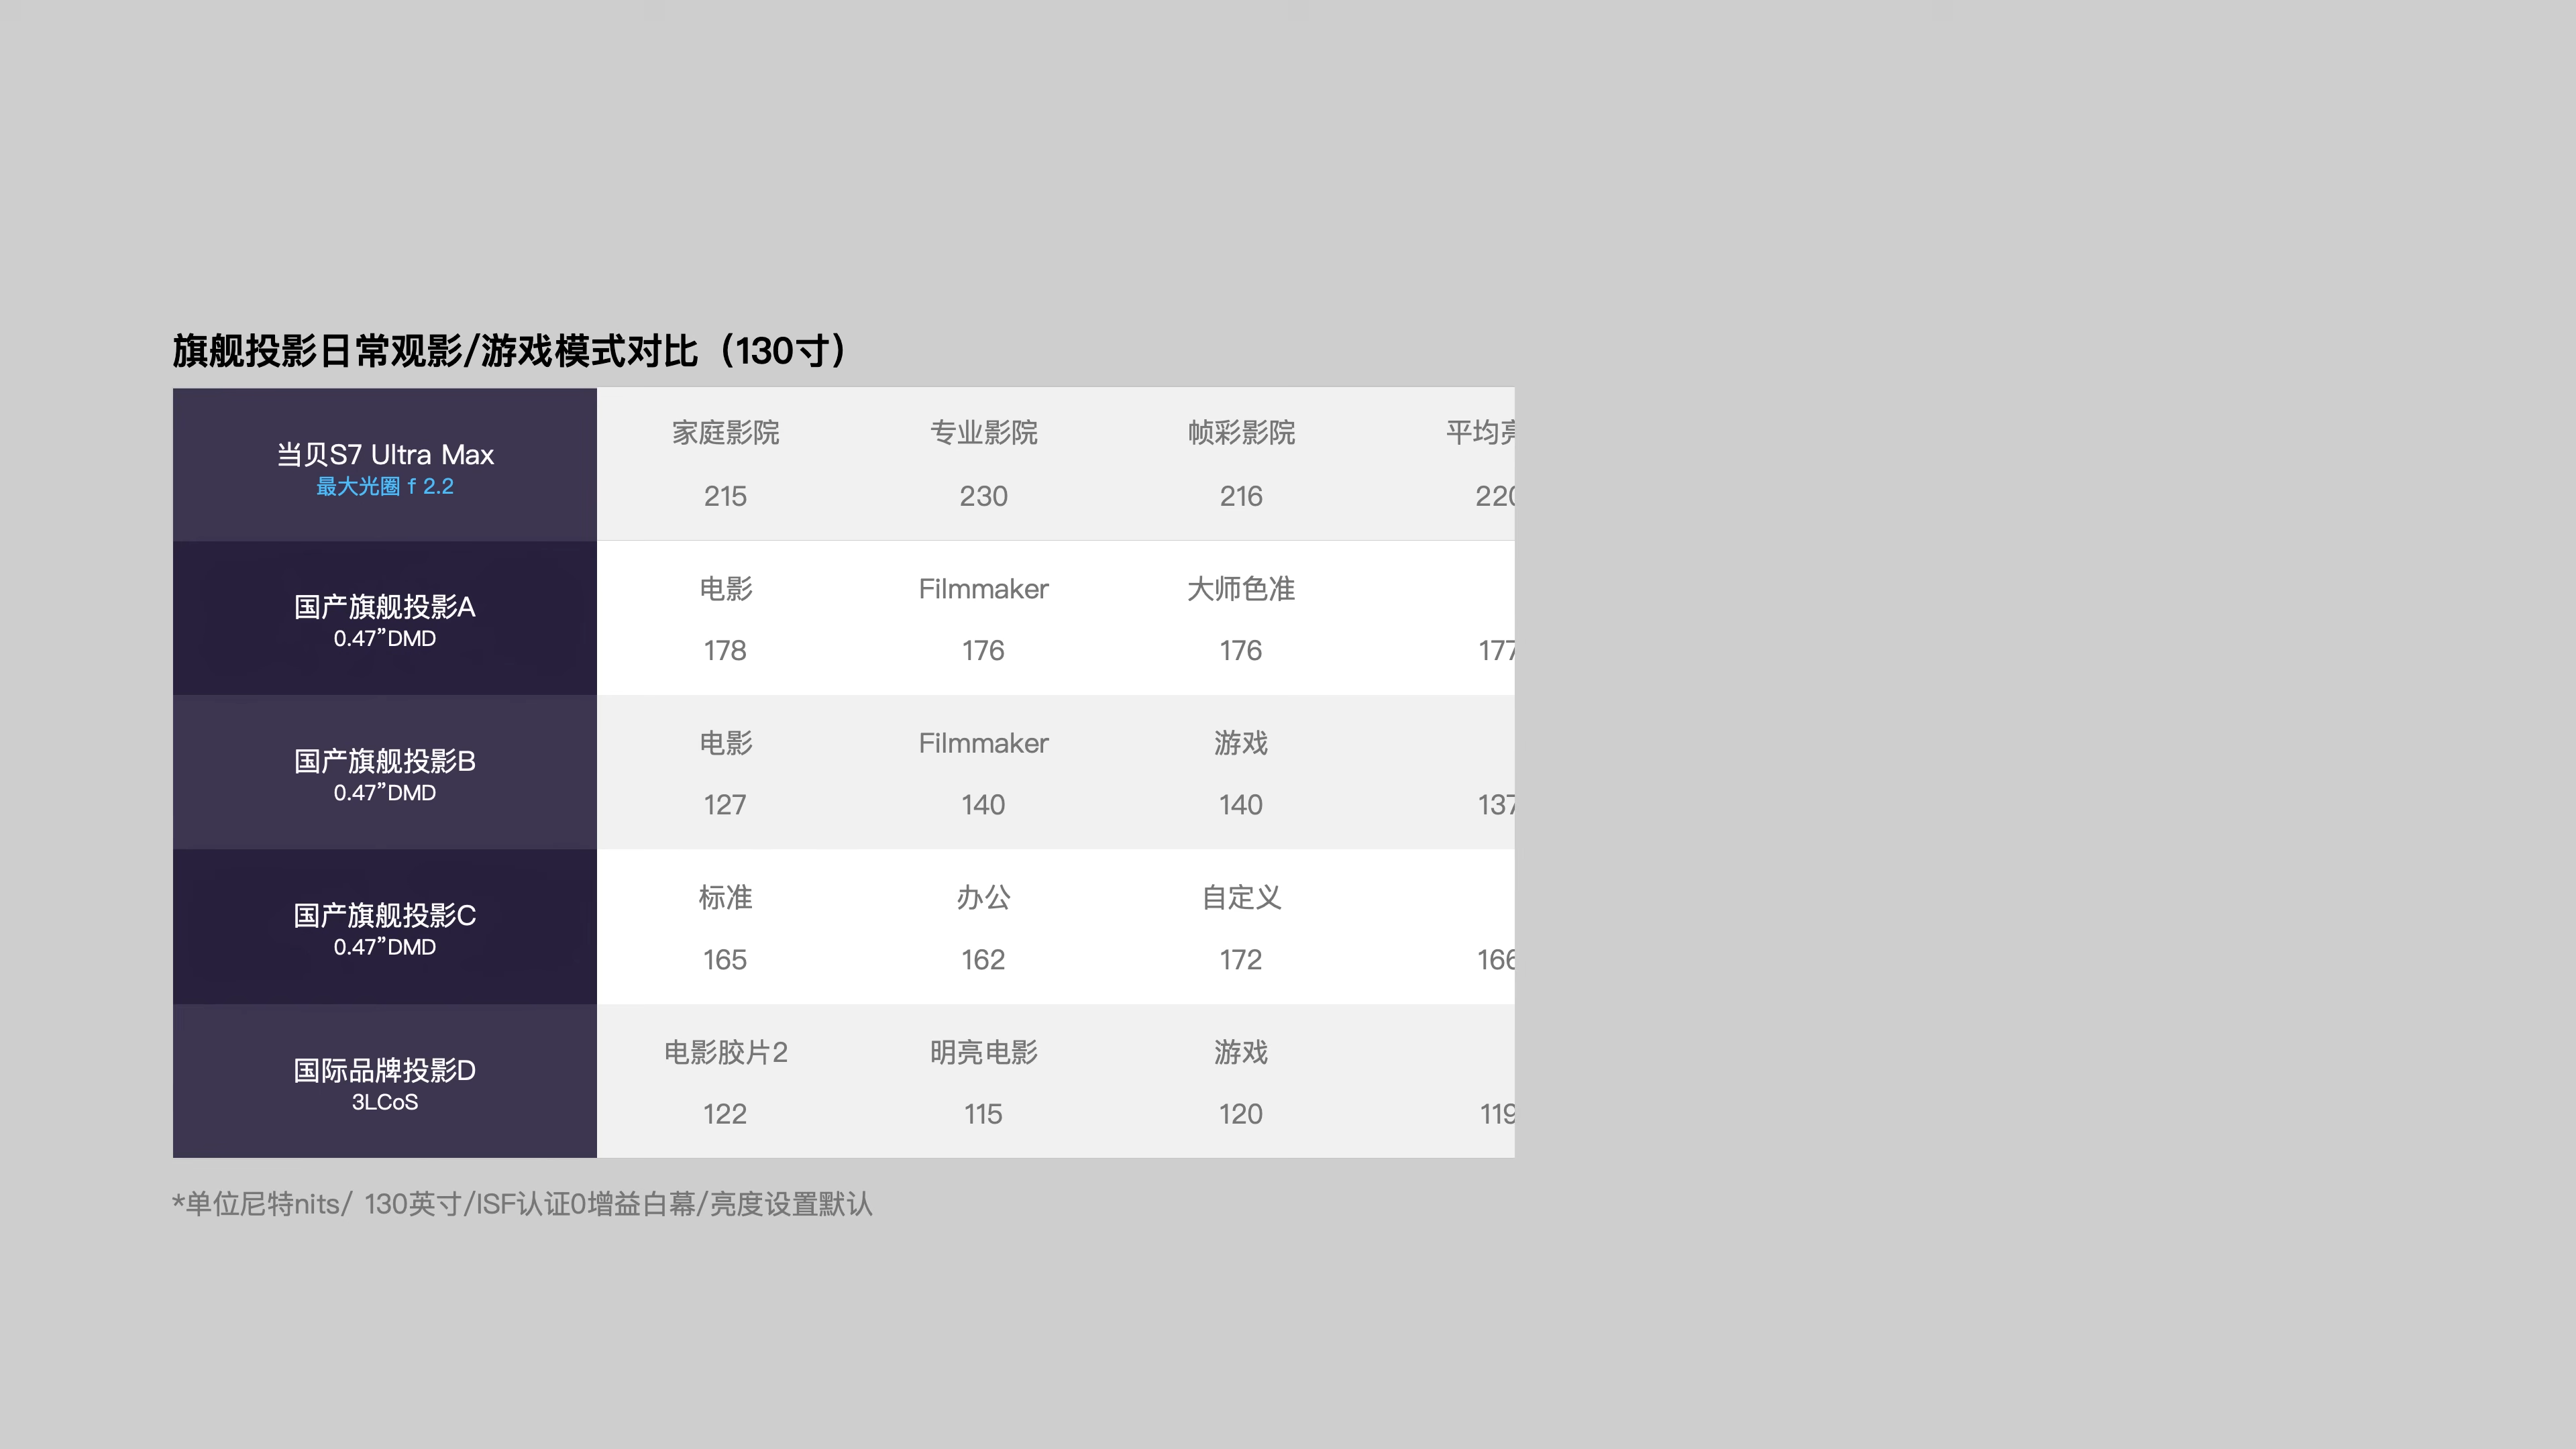 旗舰投影日常观影/游戏模式对比（130寸）
家庭影院 专业影院 帧彩影院 平均亮
当贝S7 Ultra Max
最大光圈 f 2.2
215 230 216 220
电影 Filmmaker 大师色准
国产旗舰投影A
0.47”DMD
178 176 176 177
电影 Filmmaker 游戏
国产旗舰投影B
0.47”DMD
127 140 140 137
标准 办公 自定义
国产旗舰投影C
0.47”DMD
165 162 172 166
电影胶片2 明亮电影 游戏
国际品牌投影D
3LCoS
122 115 120 119
*单位尼特nits/ 130英寸/ISF认证0增益白幕/亮度设置默认